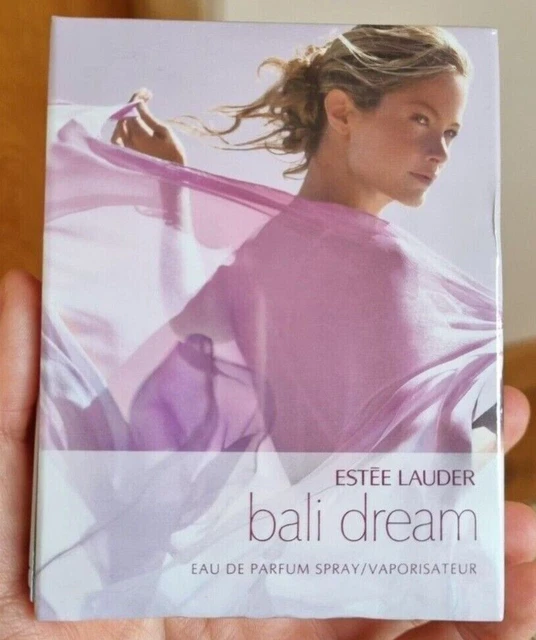 ESTĒE LAUDER
bali dream
EAU DE PARFUM SPRAY/VAPORISATEUR